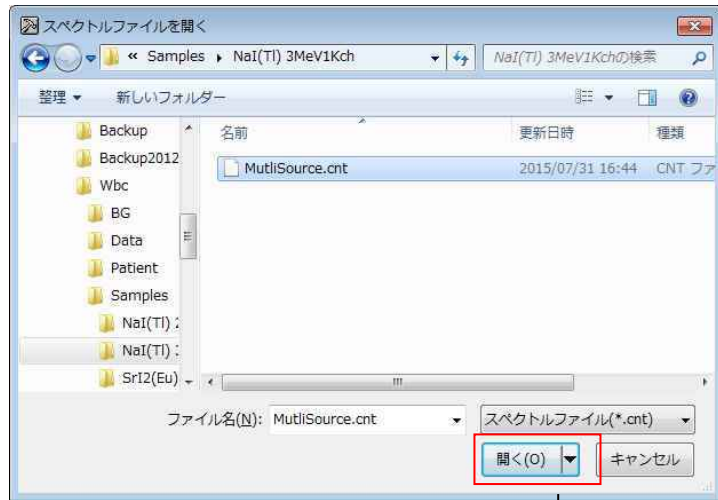 スペクトルファイルを開く
« Samples ▸ NaI(Tl) 3MeV1Kch
NaI(Tl) 3MeV1Kchの検索
整理 ▼ 新しいフォルダー
Backup
Backup2012
Wbc
BG
Data
Patient
Samples
NaI(Tl) 2
NaI(Tl) :
SrI2(Eu)
名前 更新日時 種類
MutliSource.cnt 2015/07/31 16:44 CNT ファ
ファイル名(N): MutliSource.cnt
スペクトルファイル(*.cnt)
開く(O)
キャンセル